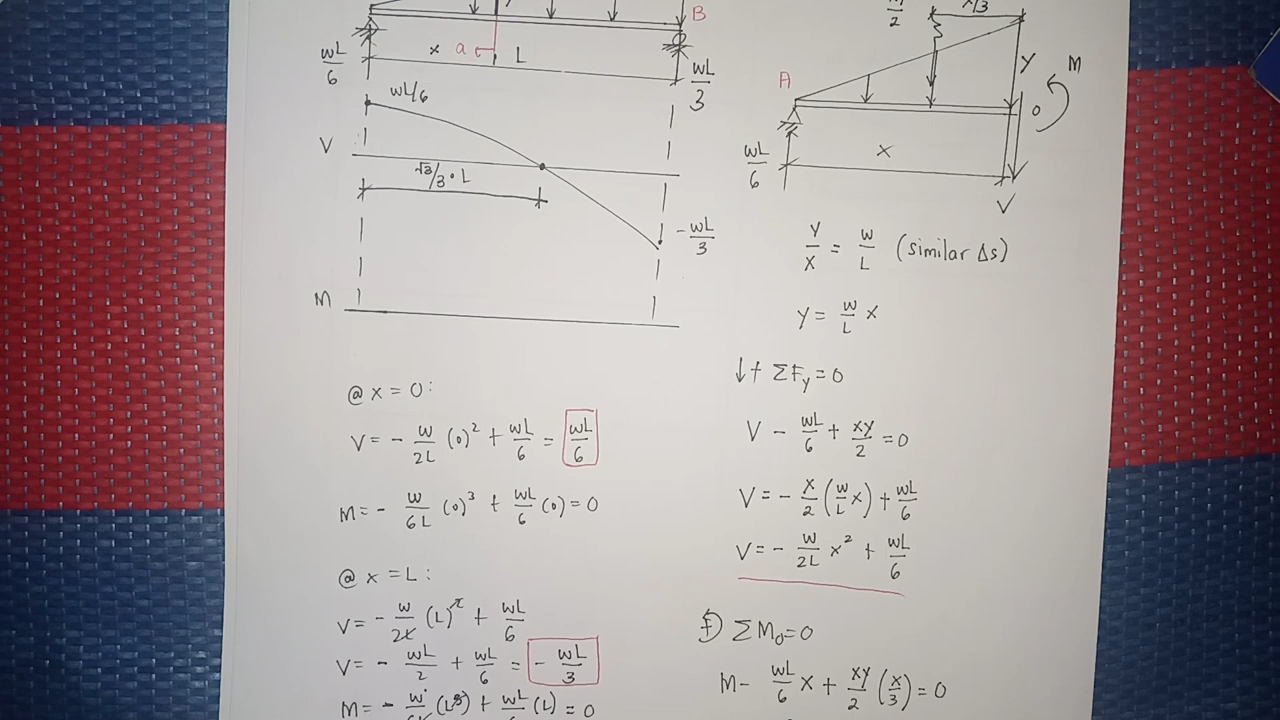 B
x a L
wL/6
wL/3
wL/6
V
√3/3 · L
-wL/3
M
@ x = 0:
V = - w/2L (0)² + wL/6 = wL/6
M = - w/6L (0)³ + wL/6 (0) = 0
@ x = L:
V = - w/2L (L)² + wL/6
V = - wL/2 + wL/6 = - wL/3
x/3
A
y
M
O
wL/6
x
V
y/x = w/L (similar Δs)
y = w/L x
↓+ ΣFy = 0
V - wL/6 + xy/2 = 0
V = - x/2 (w/L x) + wL/6
V = - w/2L x² + wL/6
+ ΣMo = 0
M - wL/6 x + xy/2 (x/3) = 0